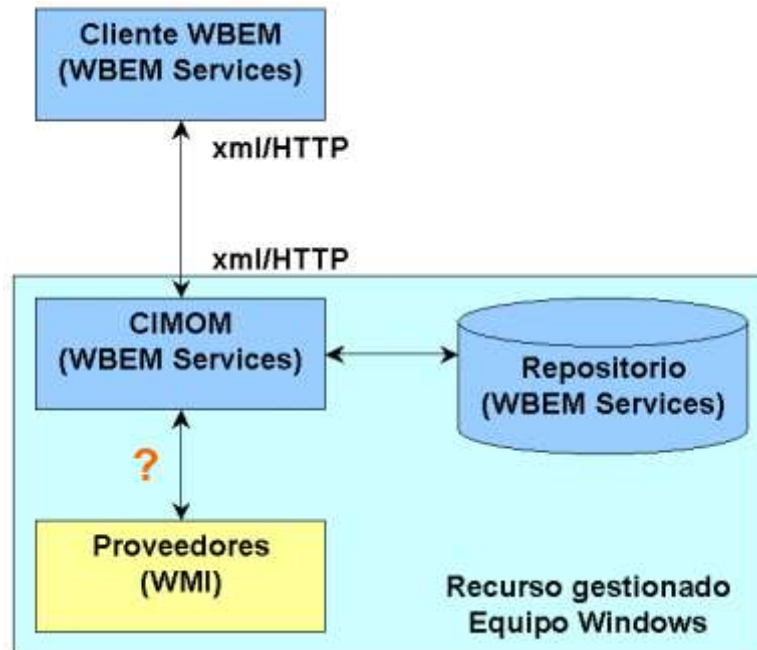 Cliente WBEM
(WBEM Services)
xml/HTTP
xml/HTTP
CIMOM
(WBEM Services)
Repositorio
(WBEM Services)
?
Proveedores
(WMI)
Recurso gestionado
Equipo Windows